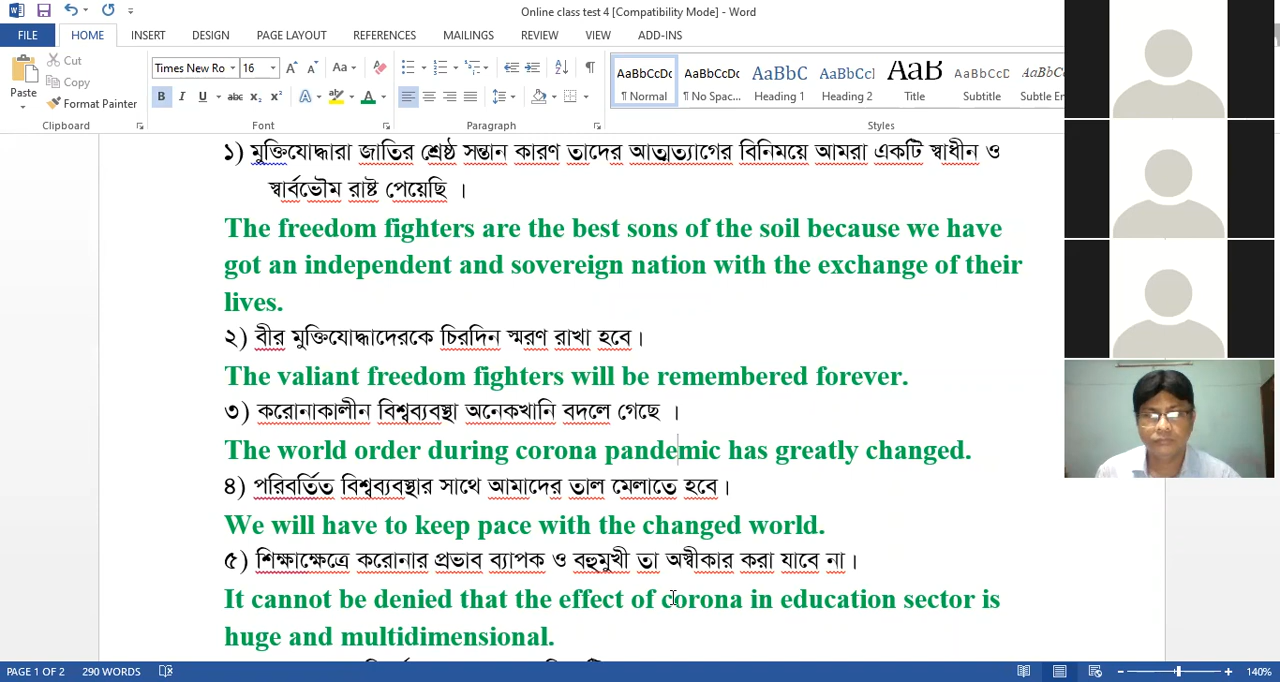 Online class test 4 [Compatibility Mode] - Word
FILE HOME INSERT DESIGN PAGE LAYOUT REFERENCES MAILINGS REVIEW VIEW ADD-INS
Cut
Copy
Format Painter
Paste
Times New Ro 16
Aa
B I U abc X₂ X² A A
AaBbCcDc AaBbCcDc AaBbC AaBbCc AaB AaBbCcD AaBbC
¶ Normal ¶ No Spac... Heading 1 Heading 2 Title Subtitle Subtle En
Clipboard Font Paragraph Styles
১) মুক্তিযোদ্ধারা জাতির শ্রেষ্ঠ সন্তান কারণ তাদের আত্মত্যাগের বিনিময়ে আমরা একটি স্বাধীন ও
স্বার্বভৌম রাষ্ট পেয়েছি ।
The freedom fighters are the best sons of the soil because we have
got an independent and sovereign nation with the exchange of their
lives.
২) বীর মুক্তিযোদ্ধাদেরকে চিরদিন স্মরণ রাখা হবে।
The valiant freedom fighters will be remembered forever.
৩) করোনাকালীন বিশ্বব্যবস্থা অনেকখানি বদলে গেছে ।
The world order during corona pandemic has greatly changed.
৪) পরিবর্তিত বিশ্বব্যবস্থার সাথে আমাদের তাল মেলাতে হবে।
We will have to keep pace with the changed world.
৫) শিক্ষাক্ষেত্রে করোনার প্রভাব ব্যাপক ও বহুমুখী তা অস্বীকার করা যাবে না।
It cannot be denied that the effect of corona in education sector is
huge and multidimensional.
PAGE 1 OF 2 290 WORDS 140%